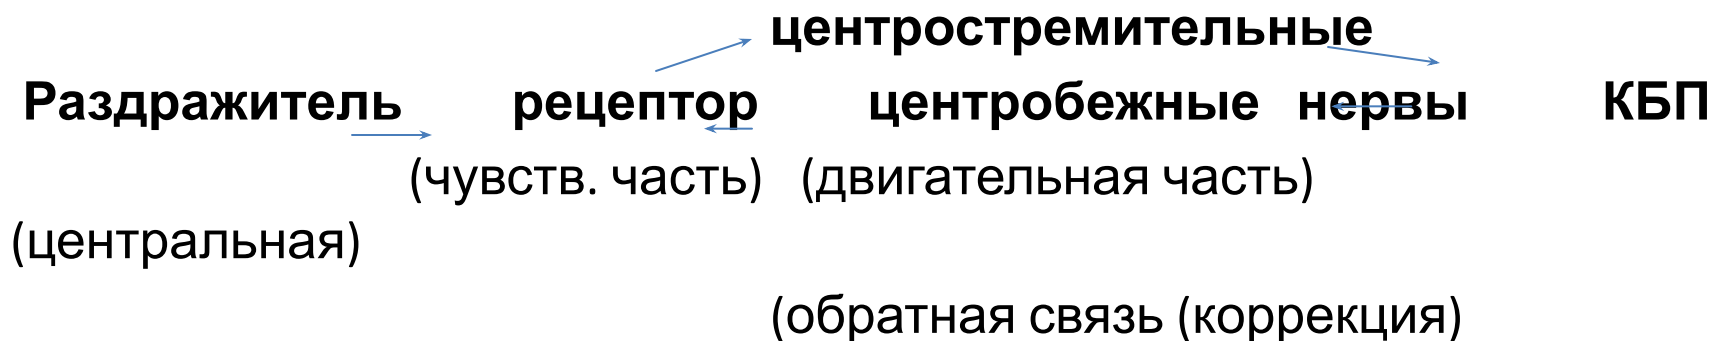 центростремительные
Раздражитель рецептор центробежные нервы КБП
(чувств. часть) (двигательная часть)
(центральная)
(обратная связь (коррекция)